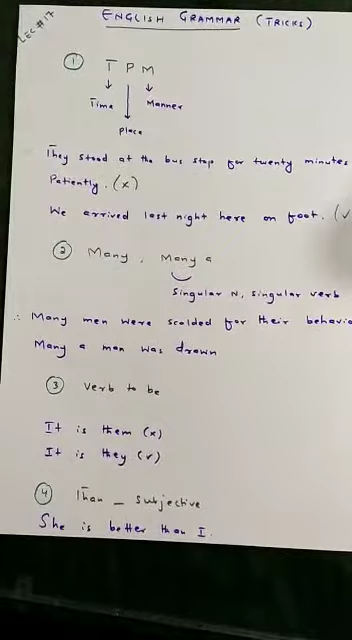 LEC #17
ENGLISH GRAMMAR (TRICKS)
① T P M
Time Manner
Place
They stood at the bus stop for twenty minutes
Patiently. (x)
We arrived last night here on foot. (✓
② Many, Many a
Singular N, singular verb
∴ Many men were scolded for their behavio
Many a man was drown
③ Verb to be
It is them (x)
It is they (✓)
④ Than _ subjective
She is better than I.